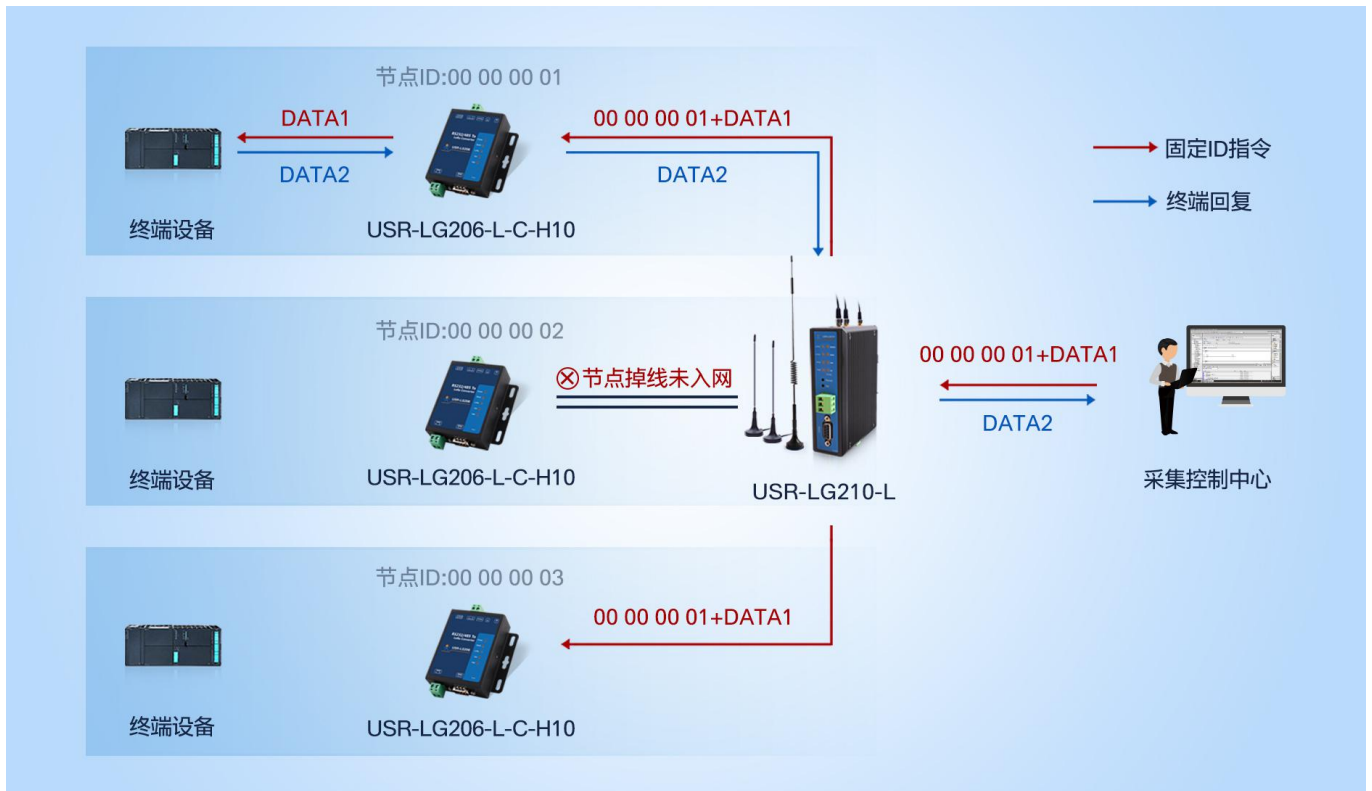 节点ID:00 00 00 01
DATA1
00 00 00 01+DATA1
DATA2
DATA2
终端设备
USR-LG206-L-C-H10
固定ID指令
终端回复
节点ID:00 00 00 02
节点掉线未入网
终端设备
USR-LG206-L-C-H10
USR-LG210-L
00 00 00 01+DATA1
DATA2
采集控制中心
节点ID:00 00 00 03
00 00 00 01+DATA1
终端设备
USR-LG206-L-C-H10